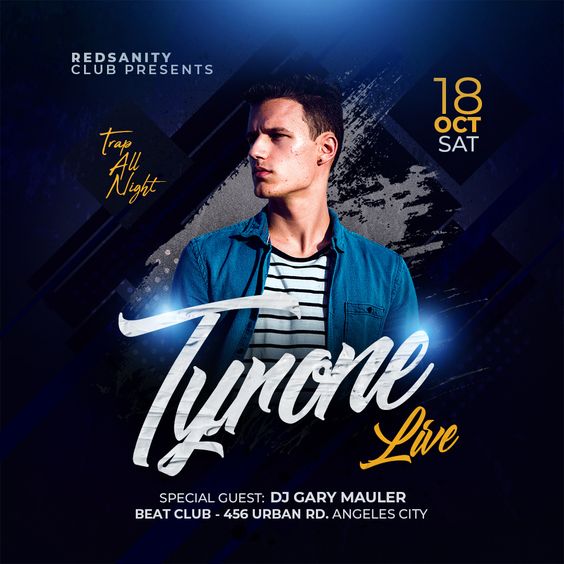 REDSANITY
CLUB PRESENTS
18
OCT
SAT
Trap
All
Night
Tyrone
Live
SPECIAL GUEST: DJ GARY MAULER
BEAT CLUB - 456 URBAN RD. ANGELES CITY